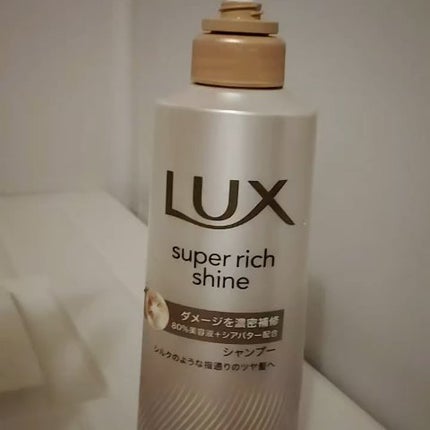 LUX
super rich
shine
ダメージを濃密補修
80%美容液+シアバター配合
シャンプー
シルクのような指通りのツヤ髪へ